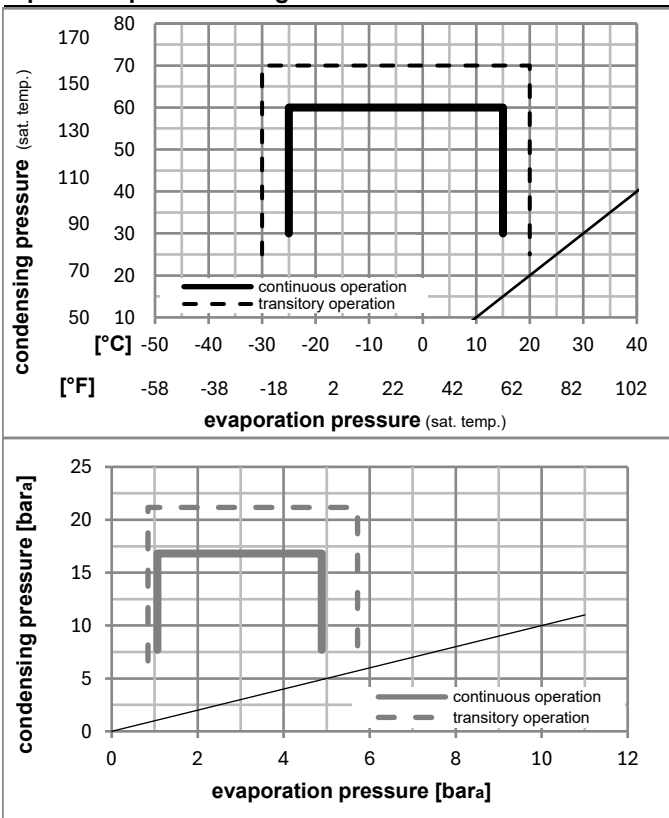 condensing pressure (sat. temp.)
170 80
150 70
130 60
110 50
90 40
70 30
50 20
10
continuous operation
transitory operation
[°C] -50 -40 -30 -20 -10 0 10 20 30 40
[°F] -58 -38 -18 2 22 42 62 82 102
evaporation pressure (sat. temp.)
condensing pressure [bara]
25
20
15
10
5
0
continuous operation
transitory operation
0 2 4 6 8 10 12
evaporation pressure [bara]